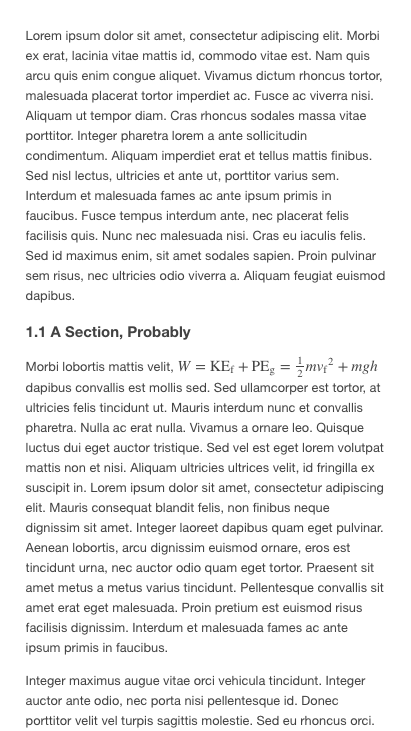 Lorem ipsum dolor sit amet, consectetur adipiscing elit. Morbi
ex erat, lacinia vitae mattis id, commodo vitae est. Nam quis
arcu quis enim congue aliquet. Vivamus dictum rhoncus tortor,
malesuada placerat tortor imperdiet ac. Fusce ac viverra nisi.
Aliquam ut tempor diam. Cras rhoncus sodales massa vitae
porttitor. Integer pharetra lorem a ante sollicitudin
condimentum. Aliquam imperdiet erat et tellus mattis finibus.
Sed nisl lectus, ultricies et ante ut, porttitor varius sem.
Interdum et malesuada fames ac ante ipsum primis in
faucibus. Fusce tempus interdum ante, nec placerat felis
facilisis quis. Nunc nec malesuada nisi. Cras eu iaculis felis.
Sed id maximus enim, sit amet sodales sapien. Proin pulvinar
sem risus, nec ultricies odio viverra a. Aliquam feugiat euismod
dapibus.
1.1 A Section, Probably
Morbi lobortis mattis velit, W = KE_f + PE_g = ½mv_f² + mgh
dapibus convallis est mollis sed. Sed ullamcorper est tortor, at
ultricies felis tincidunt ut. Mauris interdum nunc et convallis
pharetra. Nulla ac erat nulla. Vivamus a ornare leo. Quisque
luctus dui eget auctor tristique. Sed vel est eget lorem volutpat
mattis non et nisi. Aliquam ultricies ultrices velit, id fringilla ex
suscipit in. Lorem ipsum dolor sit amet, consectetur adipiscing
elit. Mauris consequat blandit felis, non finibus neque
dignissim sit amet. Integer laoreet dapibus quam eget pulvinar.
Aenean lobortis, arcu dignissim euismod ornare, eros est
tincidunt urna, nec auctor odio quam eget tortor. Praesent sit
amet metus a metus varius tincidunt. Pellentesque convallis sit
amet erat eget malesuada. Proin pretium est euismod risus
facilisis dignissim. Interdum et malesuada fames ac ante
ipsum primis in faucibus.
Integer maximus augue vitae orci vehicula tincidunt. Integer
auctor ante odio, nec porta nisi pellentesque id. Donec
porttitor velit vel turpis sagittis molestie. Sed eu rhoncus orci.